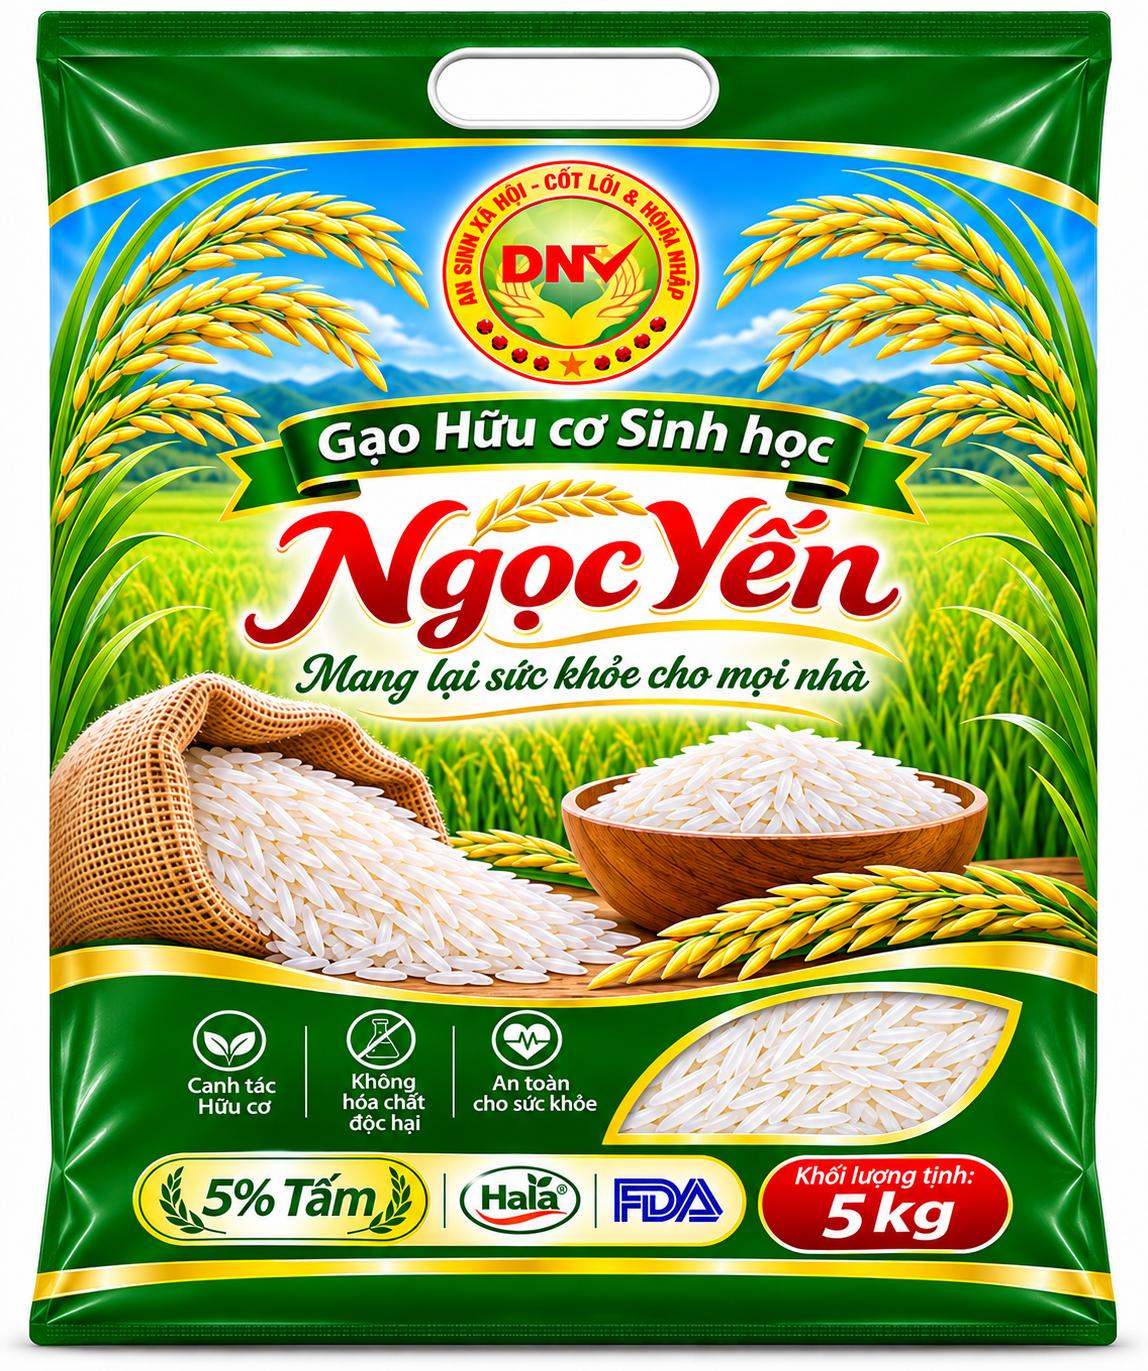 AN SINH XÃ HỘI - CỐT LÕI & HỘIM NHẬP
DNV
Gạo Hữu cơ Sinh học
Ngọc Yến
Mang lại sức khỏe cho mọi nhà
Canh tác
Hữu cơ
Không
hóa chất
độc hại
An toàn
cho sức khỏe
5% Tấm
Hala®
FDA
Khối lượng tịnh:
5 kg